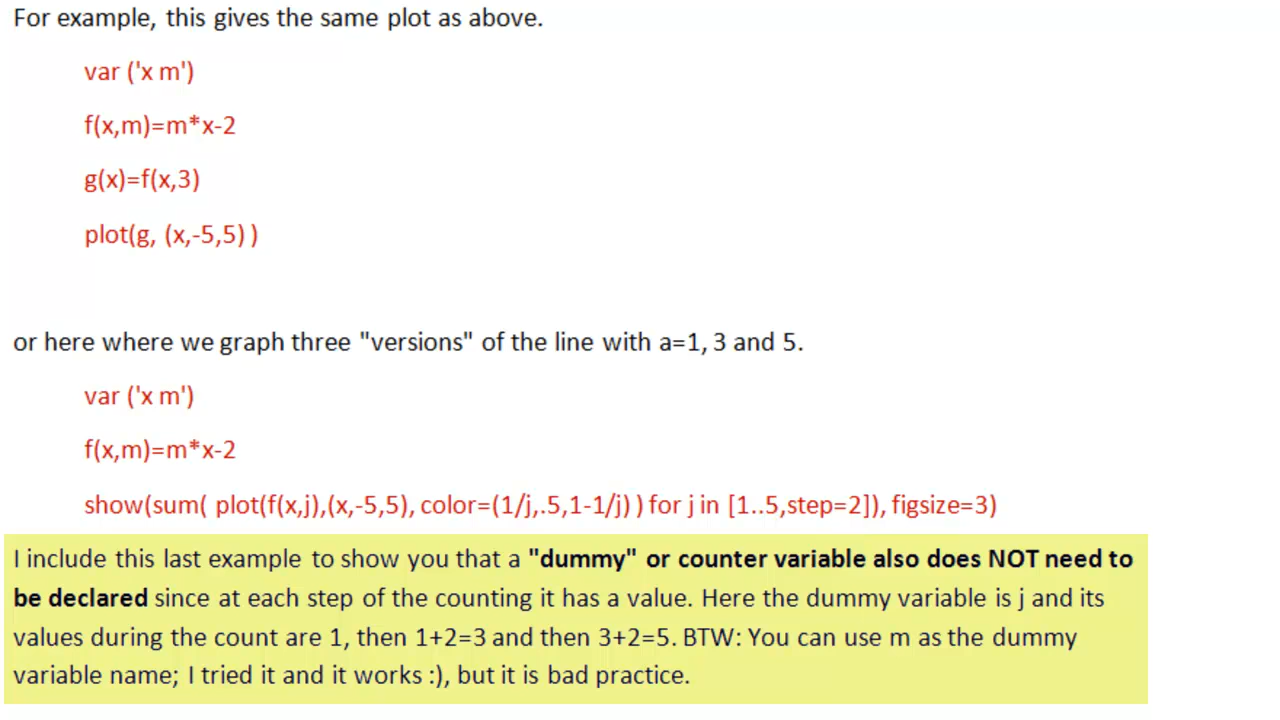 For example, this gives the same plot as above.
var ('x m')
f(x,m)=m*x-2
g(x)=f(x,3)
plot(g, (x,-5,5) )
or here where we graph three "versions" of the line with a=1, 3 and 5.
var ('x m')
f(x,m)=m*x-2
show(sum( plot(f(x,j),(x,-5,5), color=(1/j,.5,1-1/j) ) for j in [1..5,step=2]), figsize=3)
I include this last example to show you that a "dummy" or counter variable also does NOT need to
be declared since at each step of the counting it has a value. Here the dummy variable is j and its
values during the count are 1, then 1+2=3 and then 3+2=5. BTW: You can use m as the dummy
variable name; I tried it and it works :), but it is bad practice.